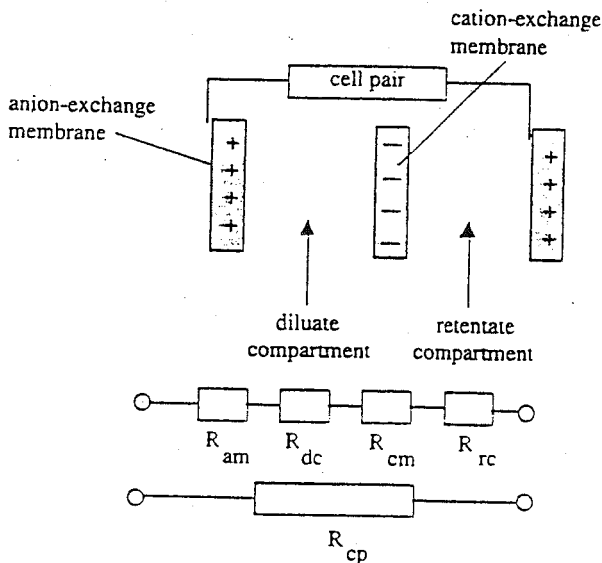 cation-exchange
membrane
cell pair
anion-exchange
membrane
+
+
+
+
—
—
—
—
+
+
+
+
diluate
compartment
retentate
compartment
R am
R dc
R cm
R rc
R cp